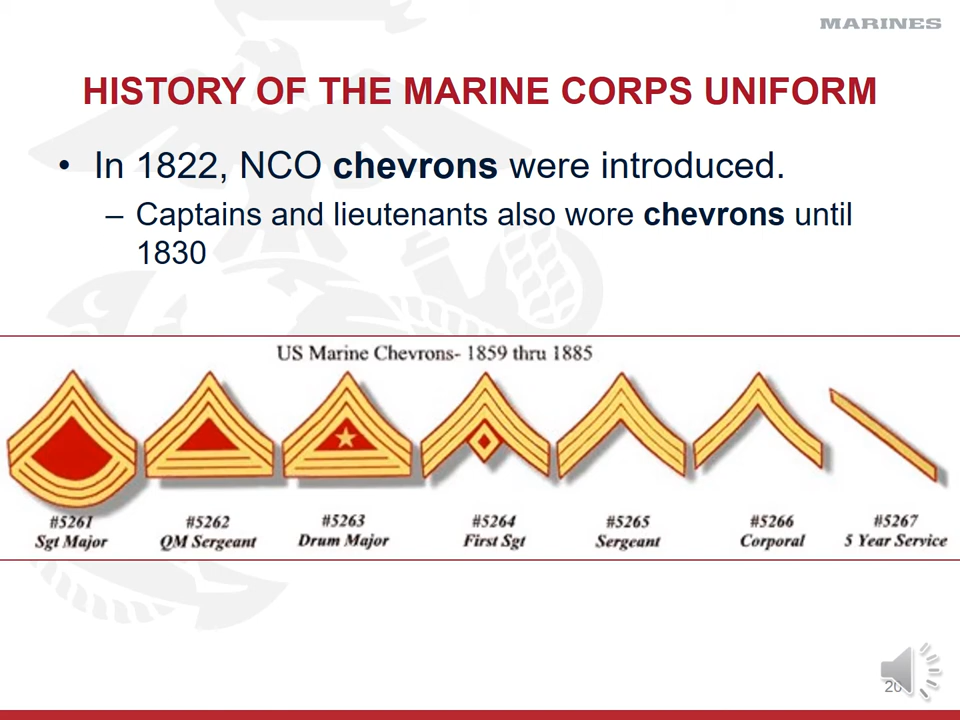 MARINES
HISTORY OF THE MARINE CORPS UNIFORM
• In 1822, NCO chevrons were introduced.
– Captains and lieutenants also wore chevrons until
1830
US Marine Chevrons- 1859 thru 1885
#5261 #5262 #5263 #5264 #5265 #5266 #5267
Sgt Major QM Sergeant Drum Major First Sgt Sergeant Corporal 5 Year Service
20